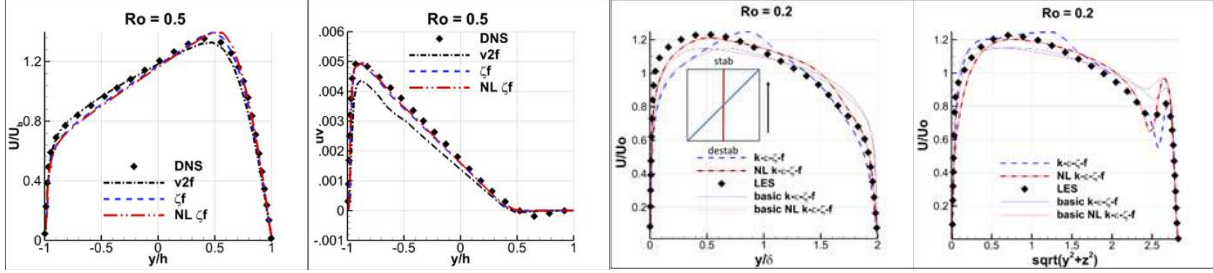 Ro = 0.5
1.2
0.8
0.4
0
U/U_b
-1
-0.5
0
0.5
1
y/h
DNS
v2f
ζf
NL ζf
Ro = 0.5
.006
.005
.004
.003
.002
.001
0
-.001
uv
-1
-0.5
0
0.5
1
y/h
DNS
v2f
ζf
NL ζf
Ro = 0.2
1.2
1
0.8
0.6
0.4
0.2
U/Uo
0
0.5
1
1.5
2
y/δ
stab
destab
k-ε-ζ-f
NL k-ε-ζ-f
LES
basic k-ε-ζ-f
basic NL k-ε-ζ-f
Ro = 0.2
1.2
1
0.8
0.6
0.4
0.2
U/Uo
0
0.5
1
1.5
2
2.5
sqrt(y²+z²)
k-ε-ζ-f
NL k-ε-ζ-f
LES
basic k-ε-ζ-f
basic NL k-ε-ζ-f